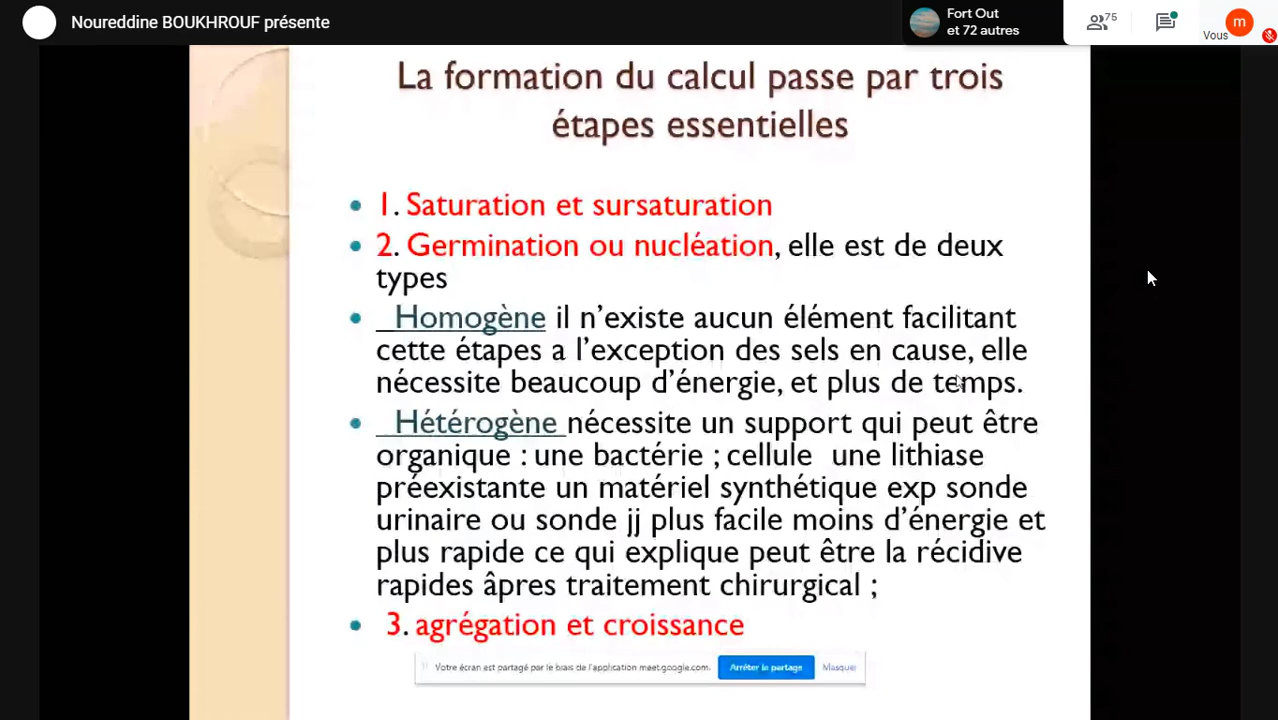 Noureddine BOUKHROUF présente
Fort Out
et 72 autres
75
m
Vous
La formation du calcul passe par trois
étapes essentielles
• 1. Saturation et sursaturation
• 2. Germination ou nucléation, elle est de deux
types
• _Homogène il n’existe aucun élément facilitant
cette étapes a l’exception des sels en cause, elle
nécessite beaucoup d’énergie, et plus de temps.
• _Hétérogène nécessite un support qui peut être
organique : une bactérie ; cellule une lithiase
préexistante un matériel synthétique exp sonde
urinaire ou sonde jj plus facile moins d’énergie et
plus rapide ce qui explique peut être la récidive
rapides âpres traitement chirurgical ;
• 3. agrégation et croissance
Votre écran est partagé par le biais de l'application meet.google.com.
Arrêter le partage
Masquer